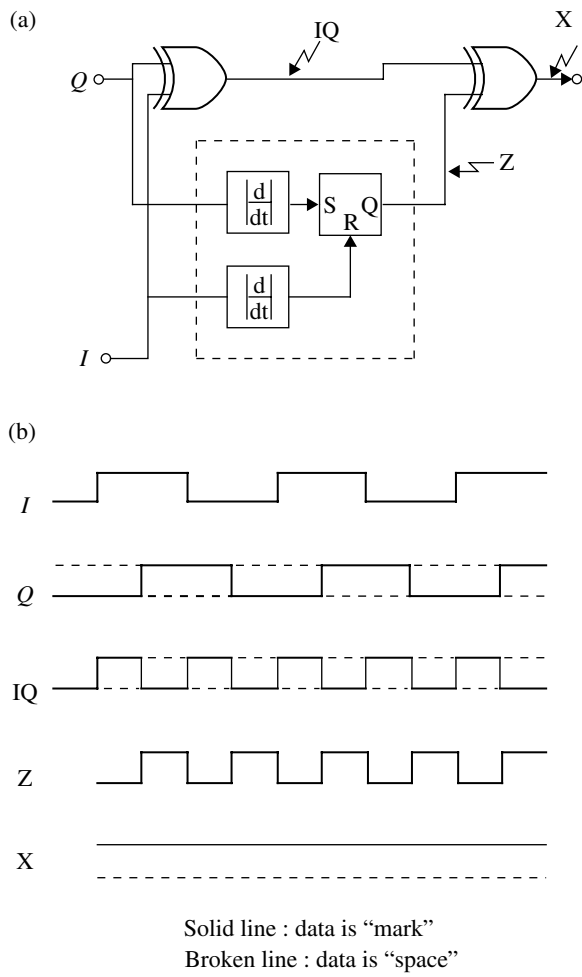 (a)
IQ
X
Q
Z
d
dt
S Q
R
d
dt
I
(b)
I
Q
IQ
Z
X
Solid line : data is “mark”
Broken line : data is “space”